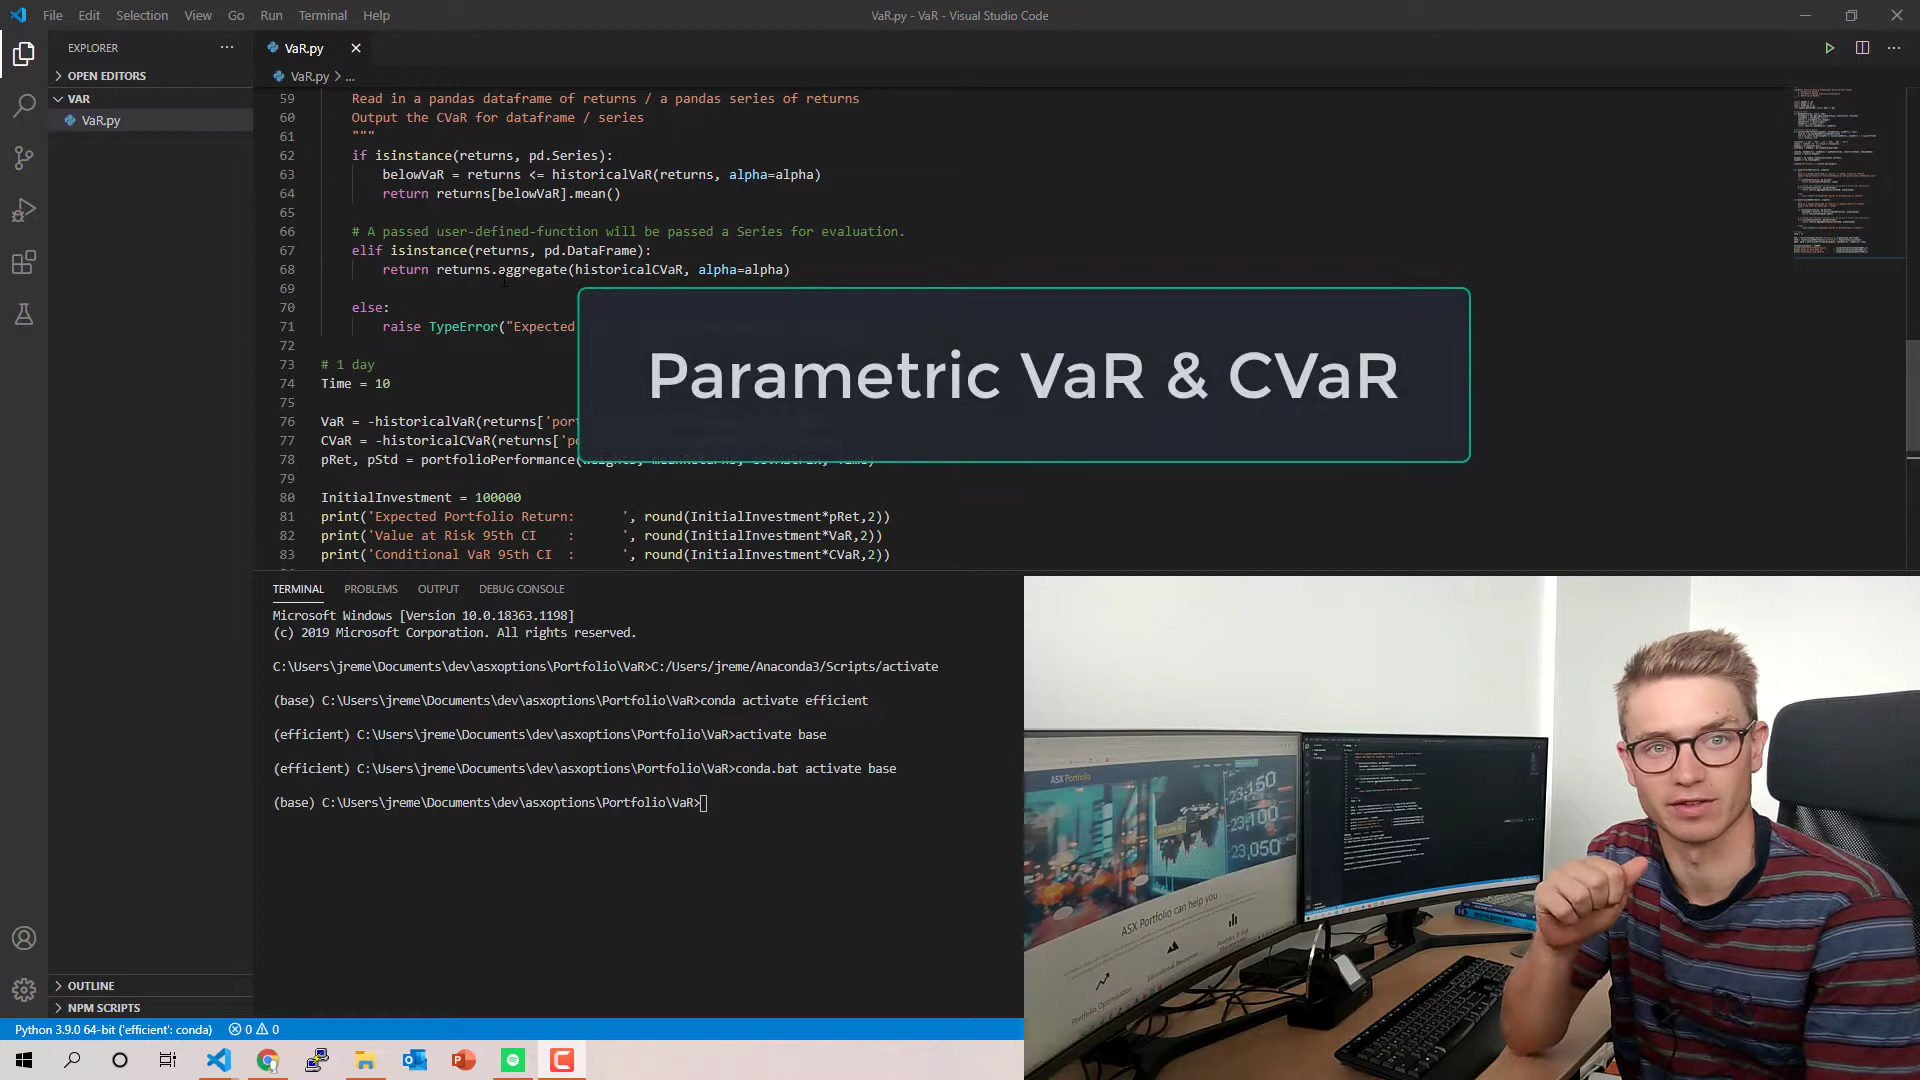 File Edit Selection View Go Run Terminal Help
VaR.py - VaR - Visual Studio Code
EXPLORER
OPEN EDITORS
VAR
VaR.py
VaR.py
VaR.py > ...
59 Read in a pandas dataframe of returns / a pandas series of returns
60 Output the CVaR for dataframe / series
61 """
62 if isinstance(returns, pd.Series):
63 belowVaR = returns <= historicalVaR(returns, alpha=alpha)
64 return returns[belowVaR].mean()
65
66 # A passed user-defined-function will be passed a Series for evaluation.
67 elif isinstance(returns, pd.DataFrame):
68 return returns.aggregate(historicalCVaR, alpha=alpha)
69
70 else:
71 raise TypeError("Expected
72
73 # 1 day
74 Time = 10
75
76 VaR = -historicalVaR(returns['port
77 CVaR = -historicalCVaR(returns['po
78 pRet, pStd = portfolioPerformance(weights, meanReturns, covMatrix, Time)
79
80 InitialInvestment = 100000
81 print('Expected Portfolio Return:      ', round(InitialInvestment*pRet,2))
82 print('Value at Risk 95th CI    :      ', round(InitialInvestment*VaR,2))
83 print('Conditional VaR 95th CI  :      ', round(InitialInvestment*CVaR,2))
Parametric VaR & CVaR
TERMINAL PROBLEMS OUTPUT DEBUG CONSOLE
Microsoft Windows [Version 10.0.18363.1198]
(c) 2019 Microsoft Corporation. All rights reserved.
C:\Users\jreme\Documents\dev\asxoptions\Portfolio\VaR>C:/Users/jreme/Anaconda3/Scripts/activate
(base) C:\Users\jreme\Documents\dev\asxoptions\Portfolio\VaR>conda activate efficient
(efficient) C:\Users\jreme\Documents\dev\asxoptions\Portfolio\VaR>activate base
(efficient) C:\Users\jreme\Documents\dev\asxoptions\Portfolio\VaR>conda.bat activate base
(base) C:\Users\jreme\Documents\dev\asxoptions\Portfolio\VaR>
OUTLINE
NPM SCRIPTS
Python 3.9.0 64-bit ('efficient': conda) 0 0
ASX Portfolio
23,150
23,100
23,050
ASX Portfolio can help you
Analytics & Risk
Educational Resources
Portfolio Optimisation